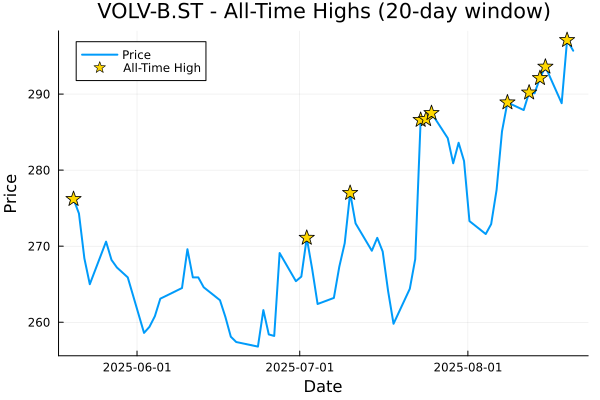 VOLV-B.ST - All-Time Highs (20-day window)
Price
All-Time High
290
280
270
260
Price
2025-06-01
2025-07-01
2025-08-01
Date